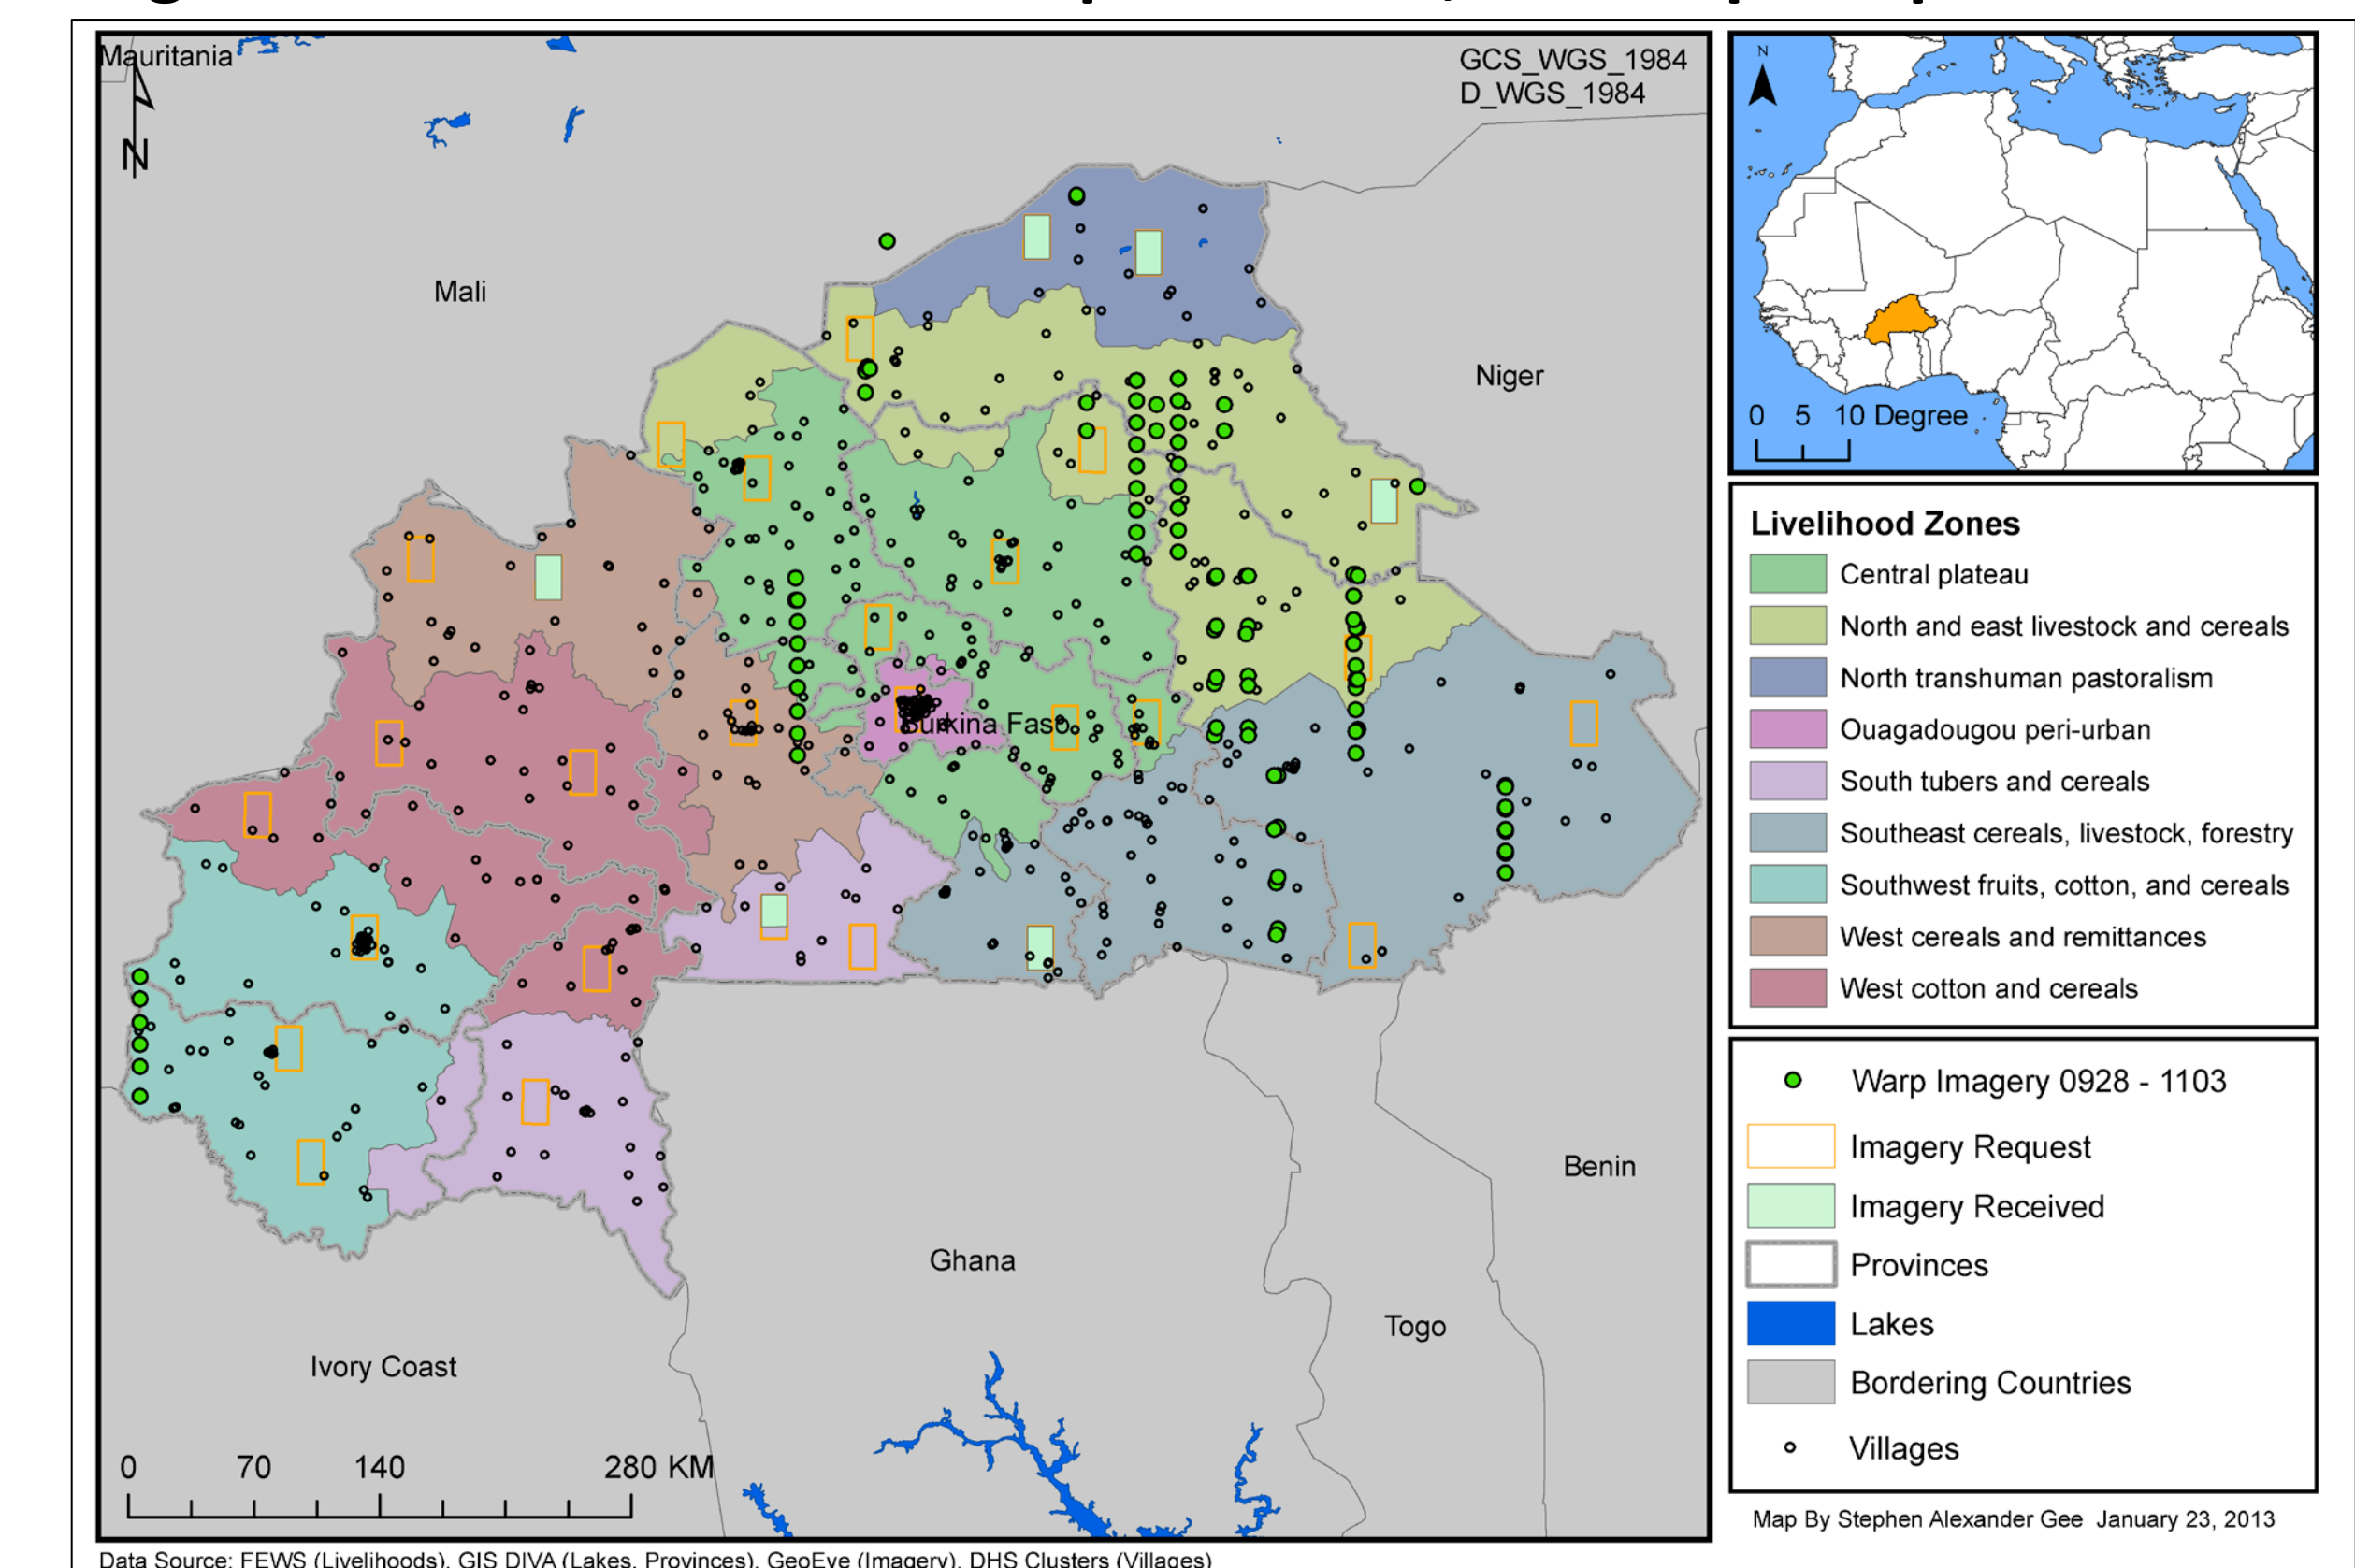 Mauritania
GCS_WGS_1984
D_WGS_1984
N
Mali
Niger
Burkina Faso
Benin
Ghana
Togo
Ivory Coast
0 70 140 280 KM
N
0 5 10 Degree
Livelihood Zones
Central plateau
North and east livestock and cereals
North transhuman pastoralism
Ouagadougou peri-urban
South tubers and cereals
Southeast cereals, livestock, forestry
Southwest fruits, cotton, and cereals
West cereals and remittances
West cotton and cereals
Warp Imagery 0928 - 1103
Imagery Request
Imagery Received
Provinces
Lakes
Bordering Countries
Villages
Map By Stephen Alexander Gee January 23, 2013
Data Source: FEWS (Livelihoods), GIS DIVA (Lakes, Provinces), GeoEye (Imagery), DHS Clusters (Villages)